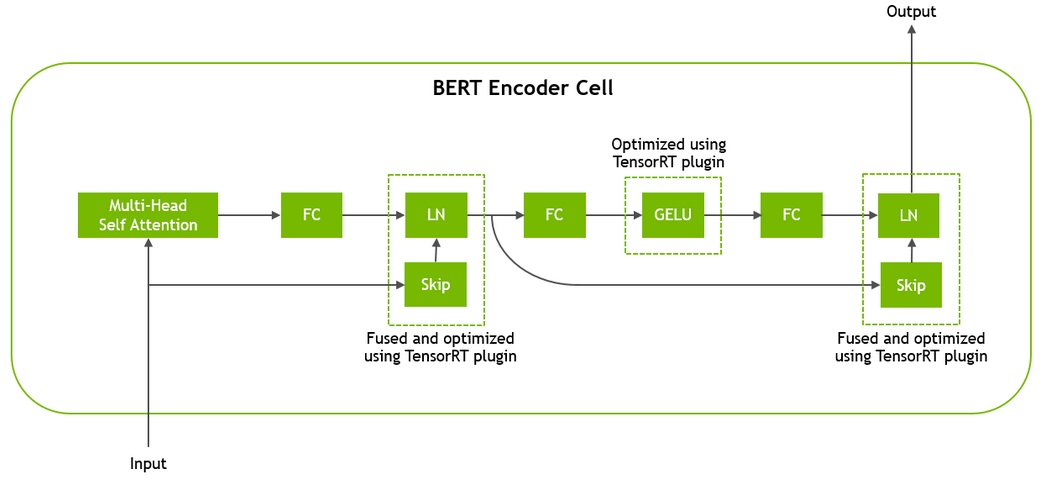 Output
BERT Encoder Cell
Optimized using
TensorRT plugin
Multi-Head
Self Attention
FC
LN
FC
GELU
FC
LN
Skip
Skip
Fused and optimized
using TensorRT plugin
Fused and optimized
using TensorRT plugin
Input